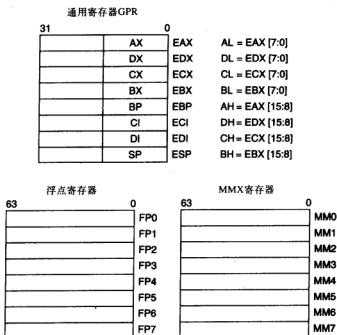 通用寄存器GPR
31 0
AX EAX AL = EAX [7:0]
DX EDX DL = EDX [7:0]
CX ECX CL = ECX [7:0]
BX EBX BL = EBX [7:0]
BP EBP AH = EAX [15:8]
CI ECI DH = EDX [15:8]
DI EDI CH = ECX [15:8]
SP ESP BH = EBX [15:8]
浮点寄存器 MMX寄存器
63 0 63 0
FP0 MM0
FP1 MM1
FP2 MM2
FP3 MM3
FP4 MM4
FP5 MM5
FP6 MM6
FP7 MM7